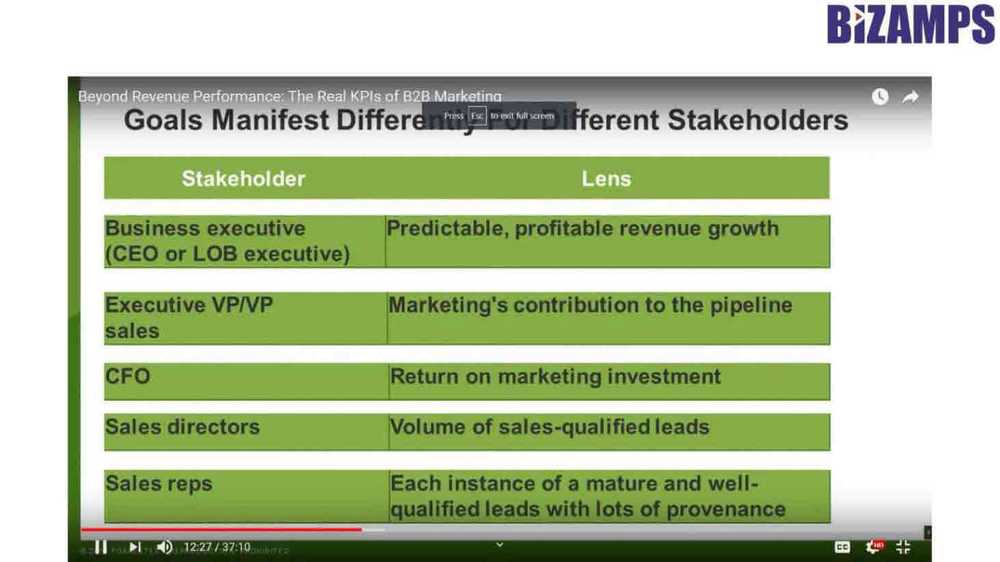 BiZAMPS
Beyond Revenue Performance: The Real KPIs of B2B Marketing
Press Esc to exit full screen
Goals Manifest Differently For Different Stakeholders
Stakeholder Lens
Business executive Predictable, profitable revenue growth
(CEO or LOB executive)
Executive VP/VP Marketing's contribution to the pipeline
sales
CFO Return on marketing investment
Sales directors Volume of sales-qualified leads
Sales reps Each instance of a mature and well-
qualified leads with lots of provenance
12:27 / 37:10
CC HD